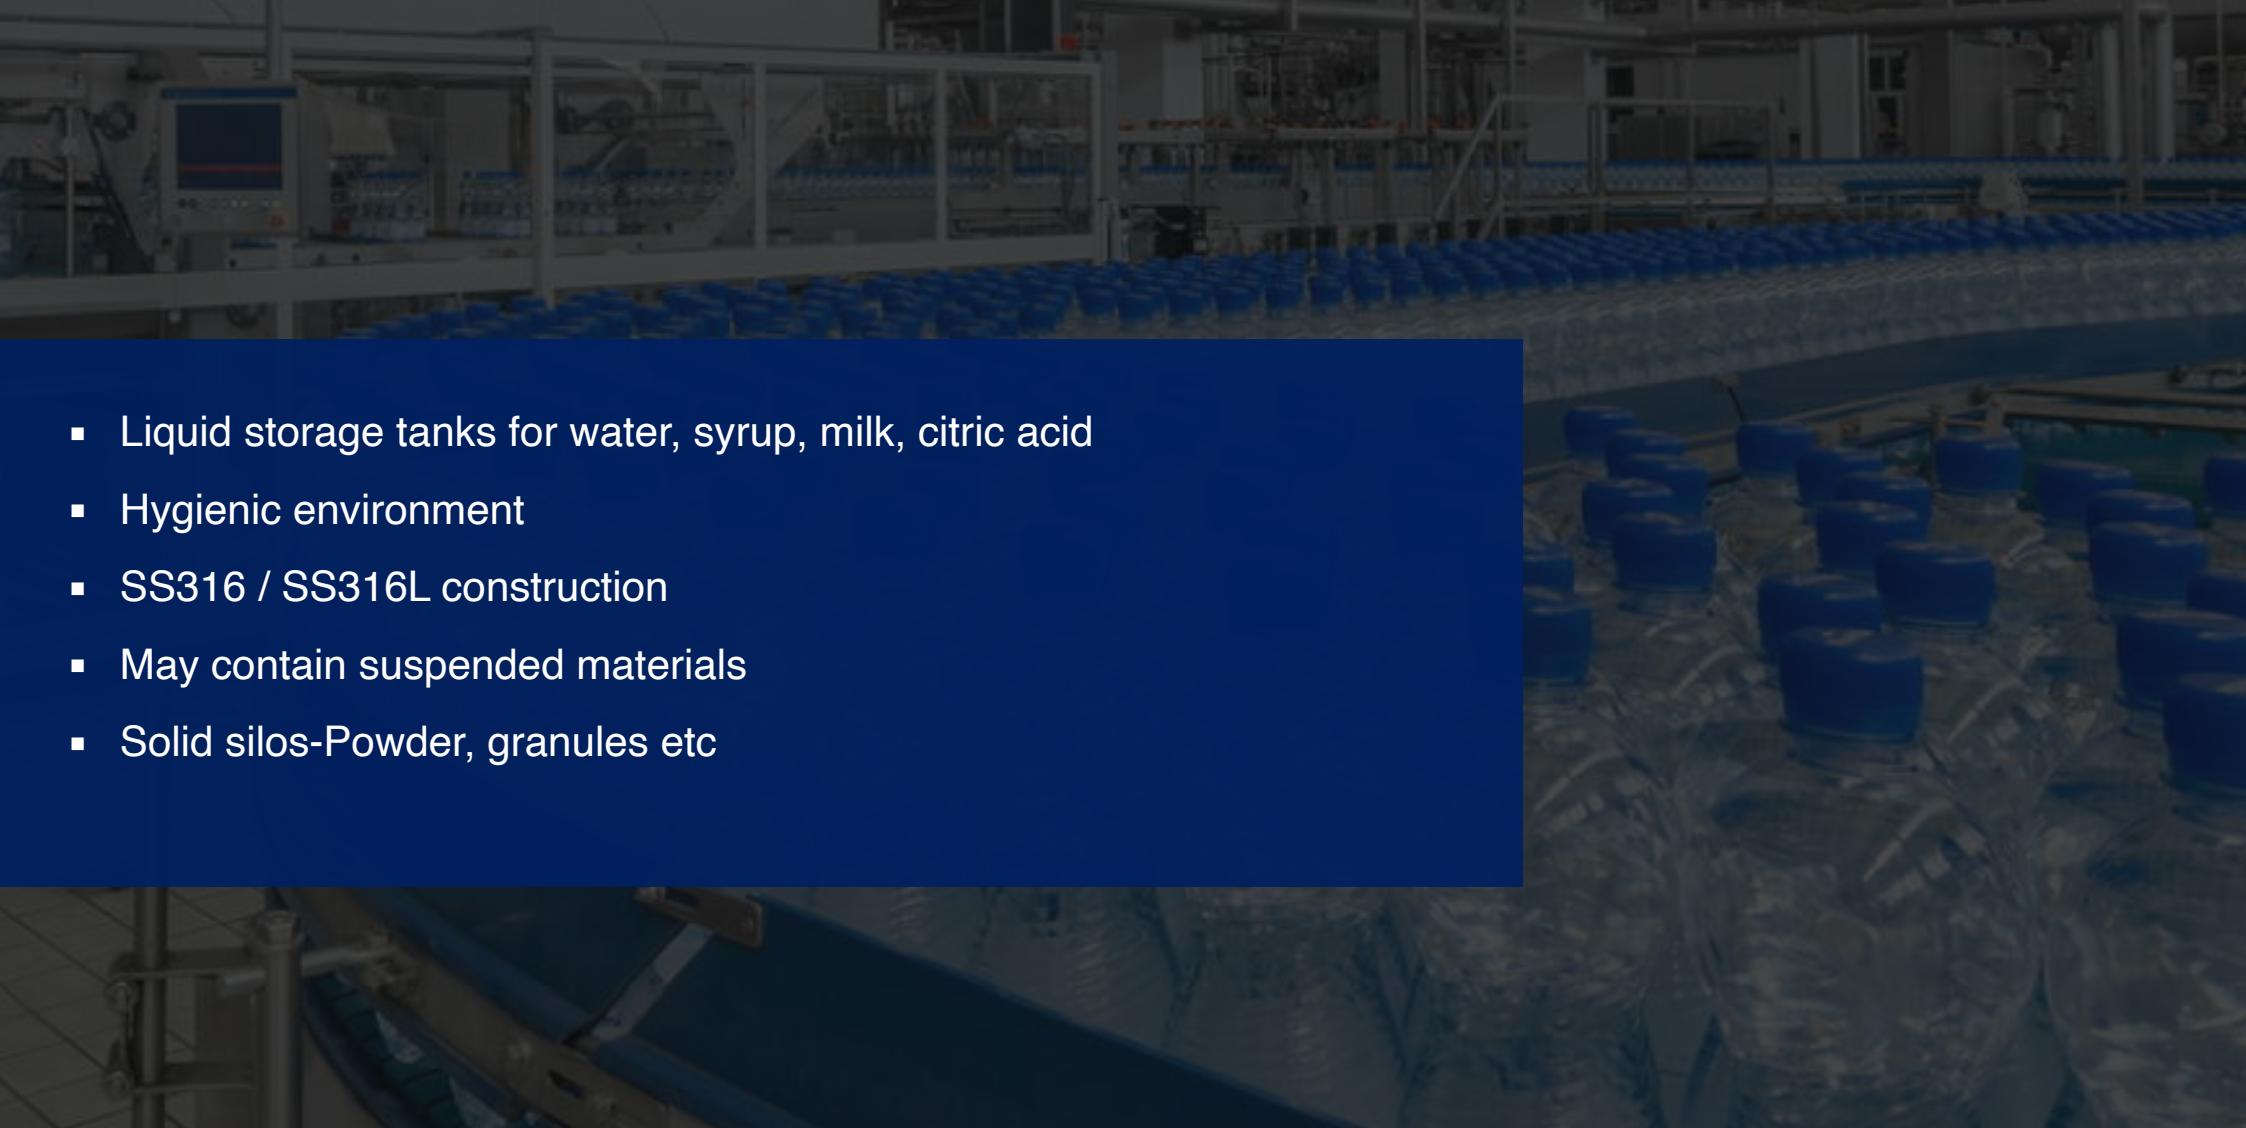 ▪ Liquid storage tanks for water, syrup, milk, citric acid
▪ Hygienic environment
▪ SS316 / SS316L construction
▪ May contain suspended materials
▪ Solid silos-Powder, granules etc